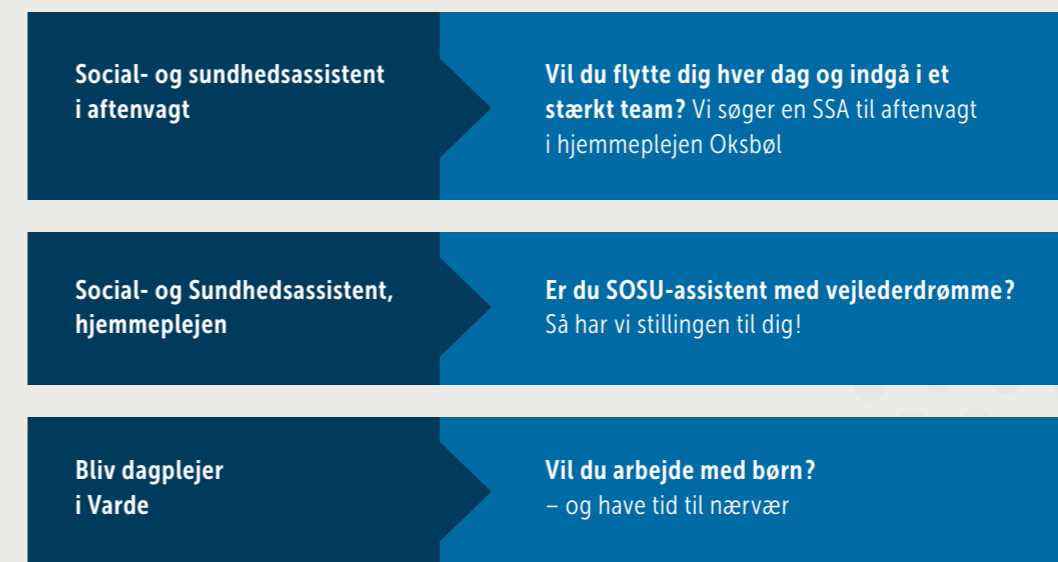 Social- og sundhedsassistent
i aftenvagt
Vil du flytte dig hver dag og indgå i et
stærkt team? Vi søger en SSA til aftenvagt
i hjemmeplejen Oksbøl
Social- og Sundhedsassistent,
hjemmeplejen
Er du SOSU-assistent med vejlederdrømme?
Så har vi stillingen til dig!
Bliv dagplejer
i Varde
Vil du arbejde med børn?
– og have tid til nærvær